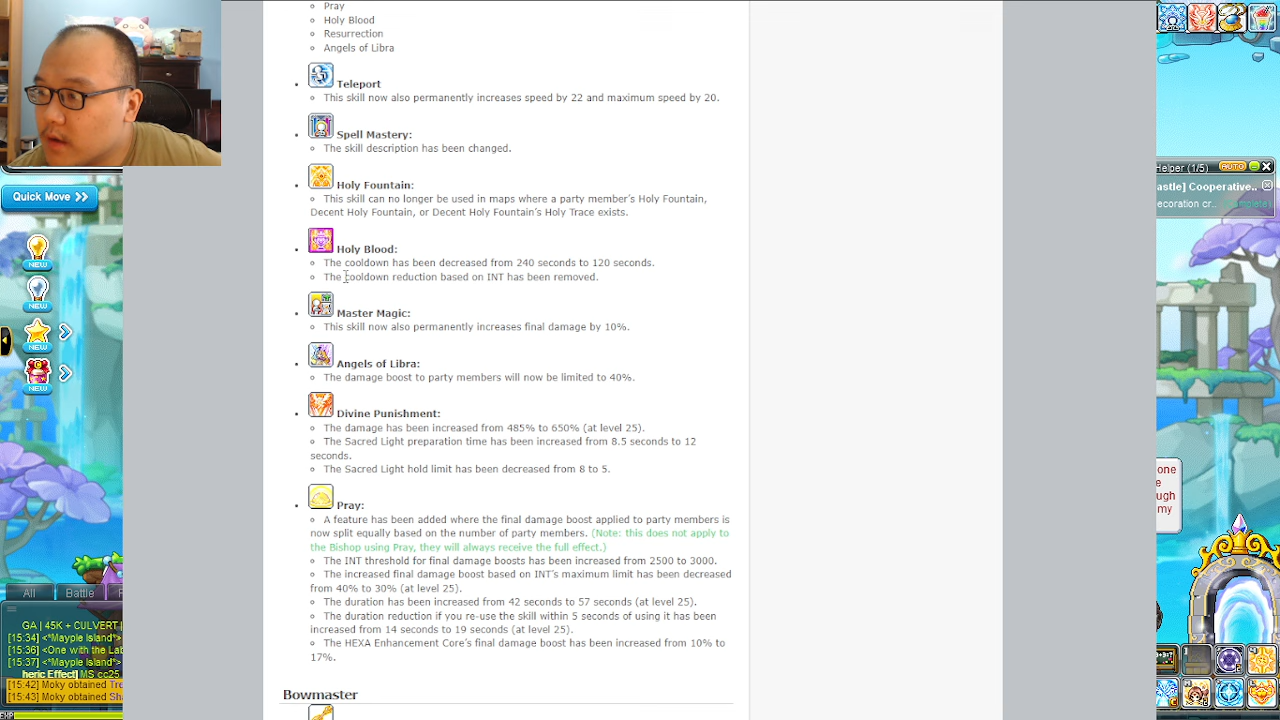 Pray
Holy Blood
Resurrection
Angels of Libra
Teleport
This skill now also permanently increases speed by 22 and maximum speed by 20.
Spell Mastery:
The skill description has been changed.
Holy Fountain:
This skill can no longer be used in maps where a party member's Holy Fountain,
Decent Holy Fountain, or Decent Holy Fountain's Holy Trace exists.
Holy Blood:
The cooldown has been decreased from 240 seconds to 120 seconds.
The cooldown reduction based on INT has been removed.
Master Magic:
This skill now also permanently increases final damage by 10%.
Angels of Libra:
The damage boost to party members will now be limited to 40%.
Divine Punishment:
The damage has been increased from 485% to 650% (at level 25).
The Sacred Light preparation time has been increased from 8.5 seconds to 12
seconds.
The Sacred Light hold limit has been decreased from 8 to 5.
Pray:
A feature has been added where the final damage boost applied to party members is
now split equally based on the number of party members. (Note: this does not apply to
the Bishop using Pray, they will always receive the full effect.)
The INT threshold for final damage boosts has been increased from 2500 to 3000.
The increased final damage boost based on INT's maximum limit has been decreased
from 40% to 30% (at level 25).
The duration has been increased from 42 seconds to 57 seconds (at level 25).
The duration reduction if you re-use the skill within 5 seconds of using it has been
increased from 14 seconds to 19 seconds (at level 25).
The HEXA Enhancement Core's final damage boost has been increased from 10% to
17%.
Bowmaster
Quick Move >>
NEW
NEW
NEW
All Battle
GA | 45K + CULVERT
[15:34] <*Maple Island>
[15:36] <One with the
[15:42] Moky obtained
[15:43] Moky obtained
AUTO